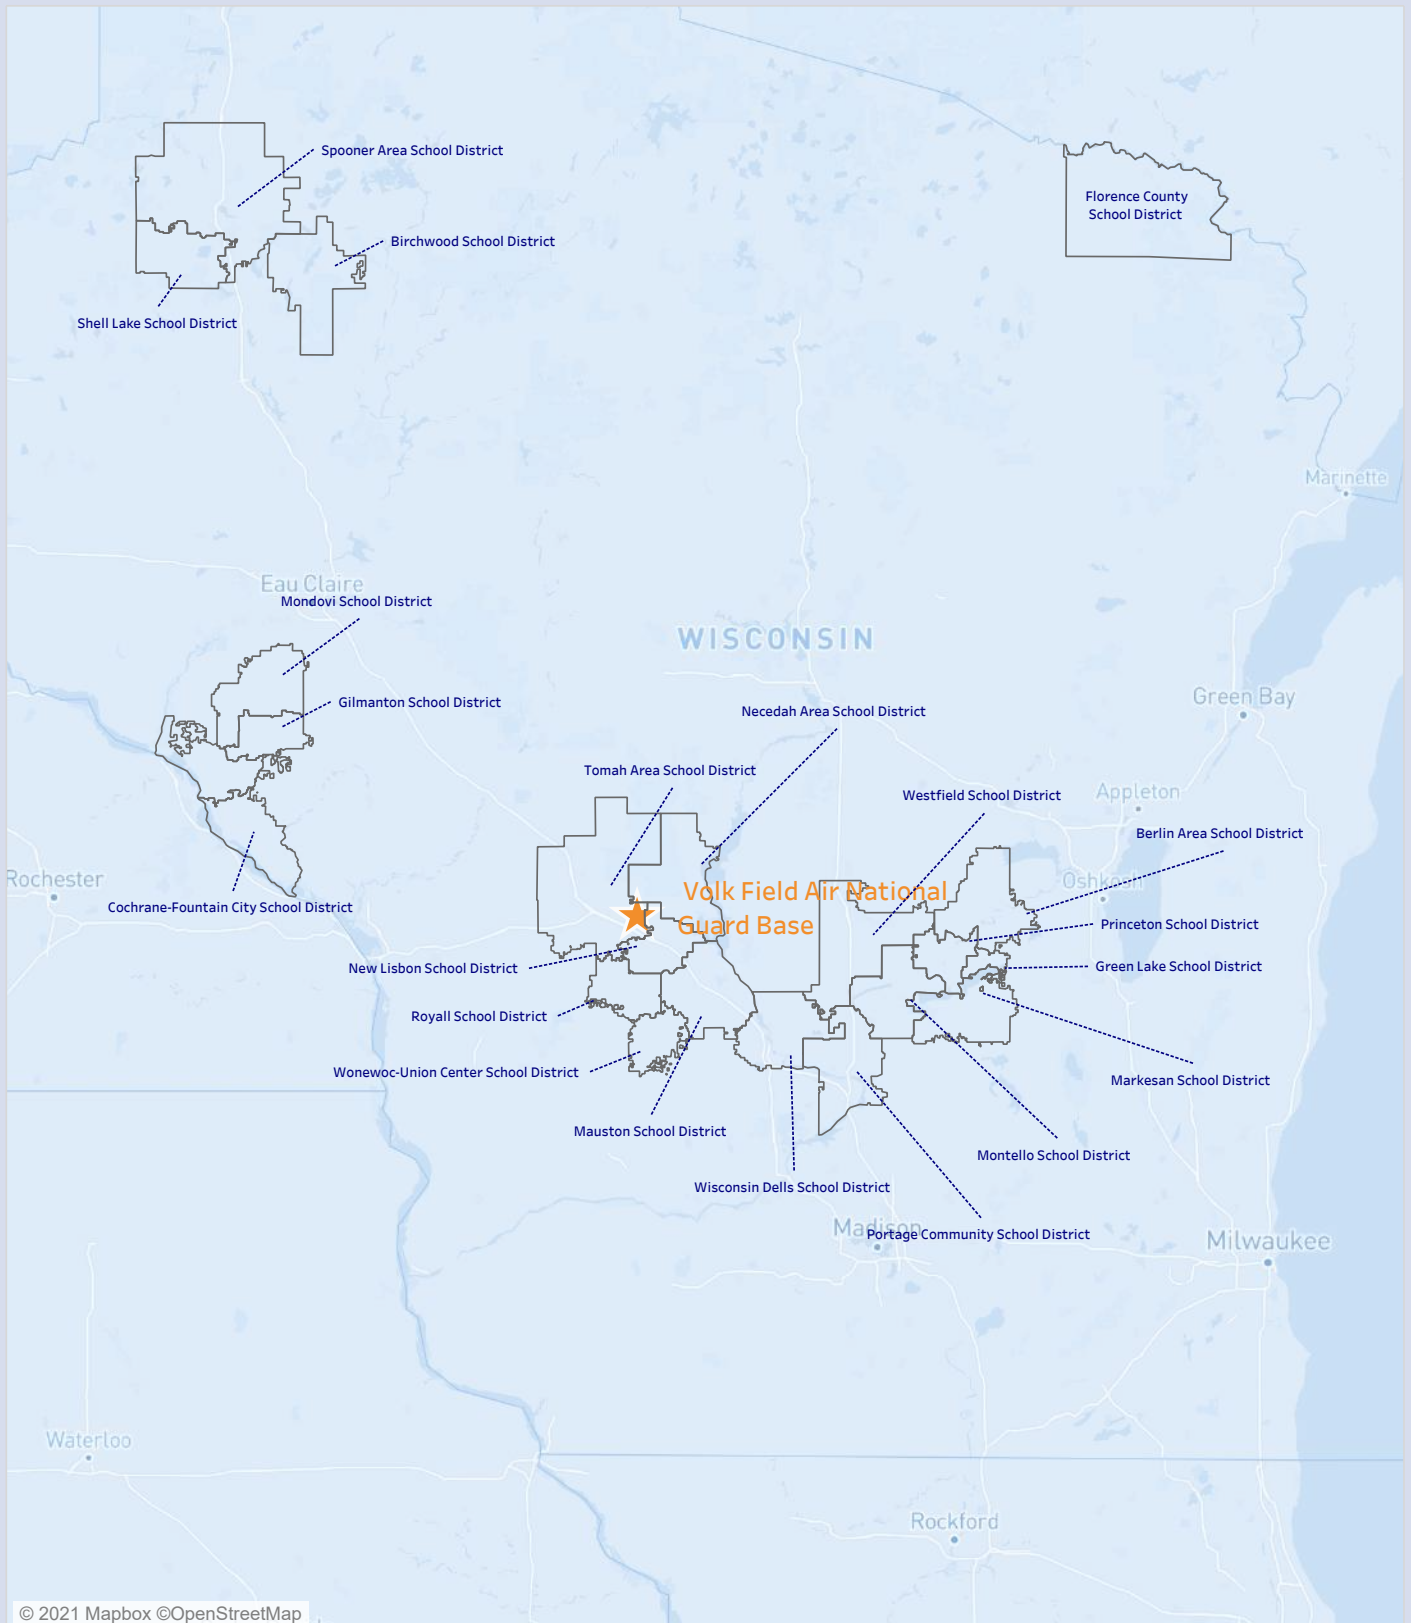 Spooner Area School District
Florence County
School District
Birchwood School District
Shell Lake School District
Marinette
Eau Claire
Mondovi School District
WISCONSIN
Green Bay
Gilmanton School District
Necedah Area School District
Tomah Area School District
Westfield School District
Appleton
Berlin Area School District
Rochester
Oshkosh
Volk Field Air National
Guard Base
Cochrane-Fountain City School District
Princeton School District
New Lisbon School District
Green Lake School District
Royall School District
Wonewoc-Union Center School District
Markesan School District
Mauston School District
Montello School District
Wisconsin Dells School District
Madison
Portage Community School District
Milwaukee
Waterloo
Rockford
© 2021 Mapbox ©OpenStreetMap